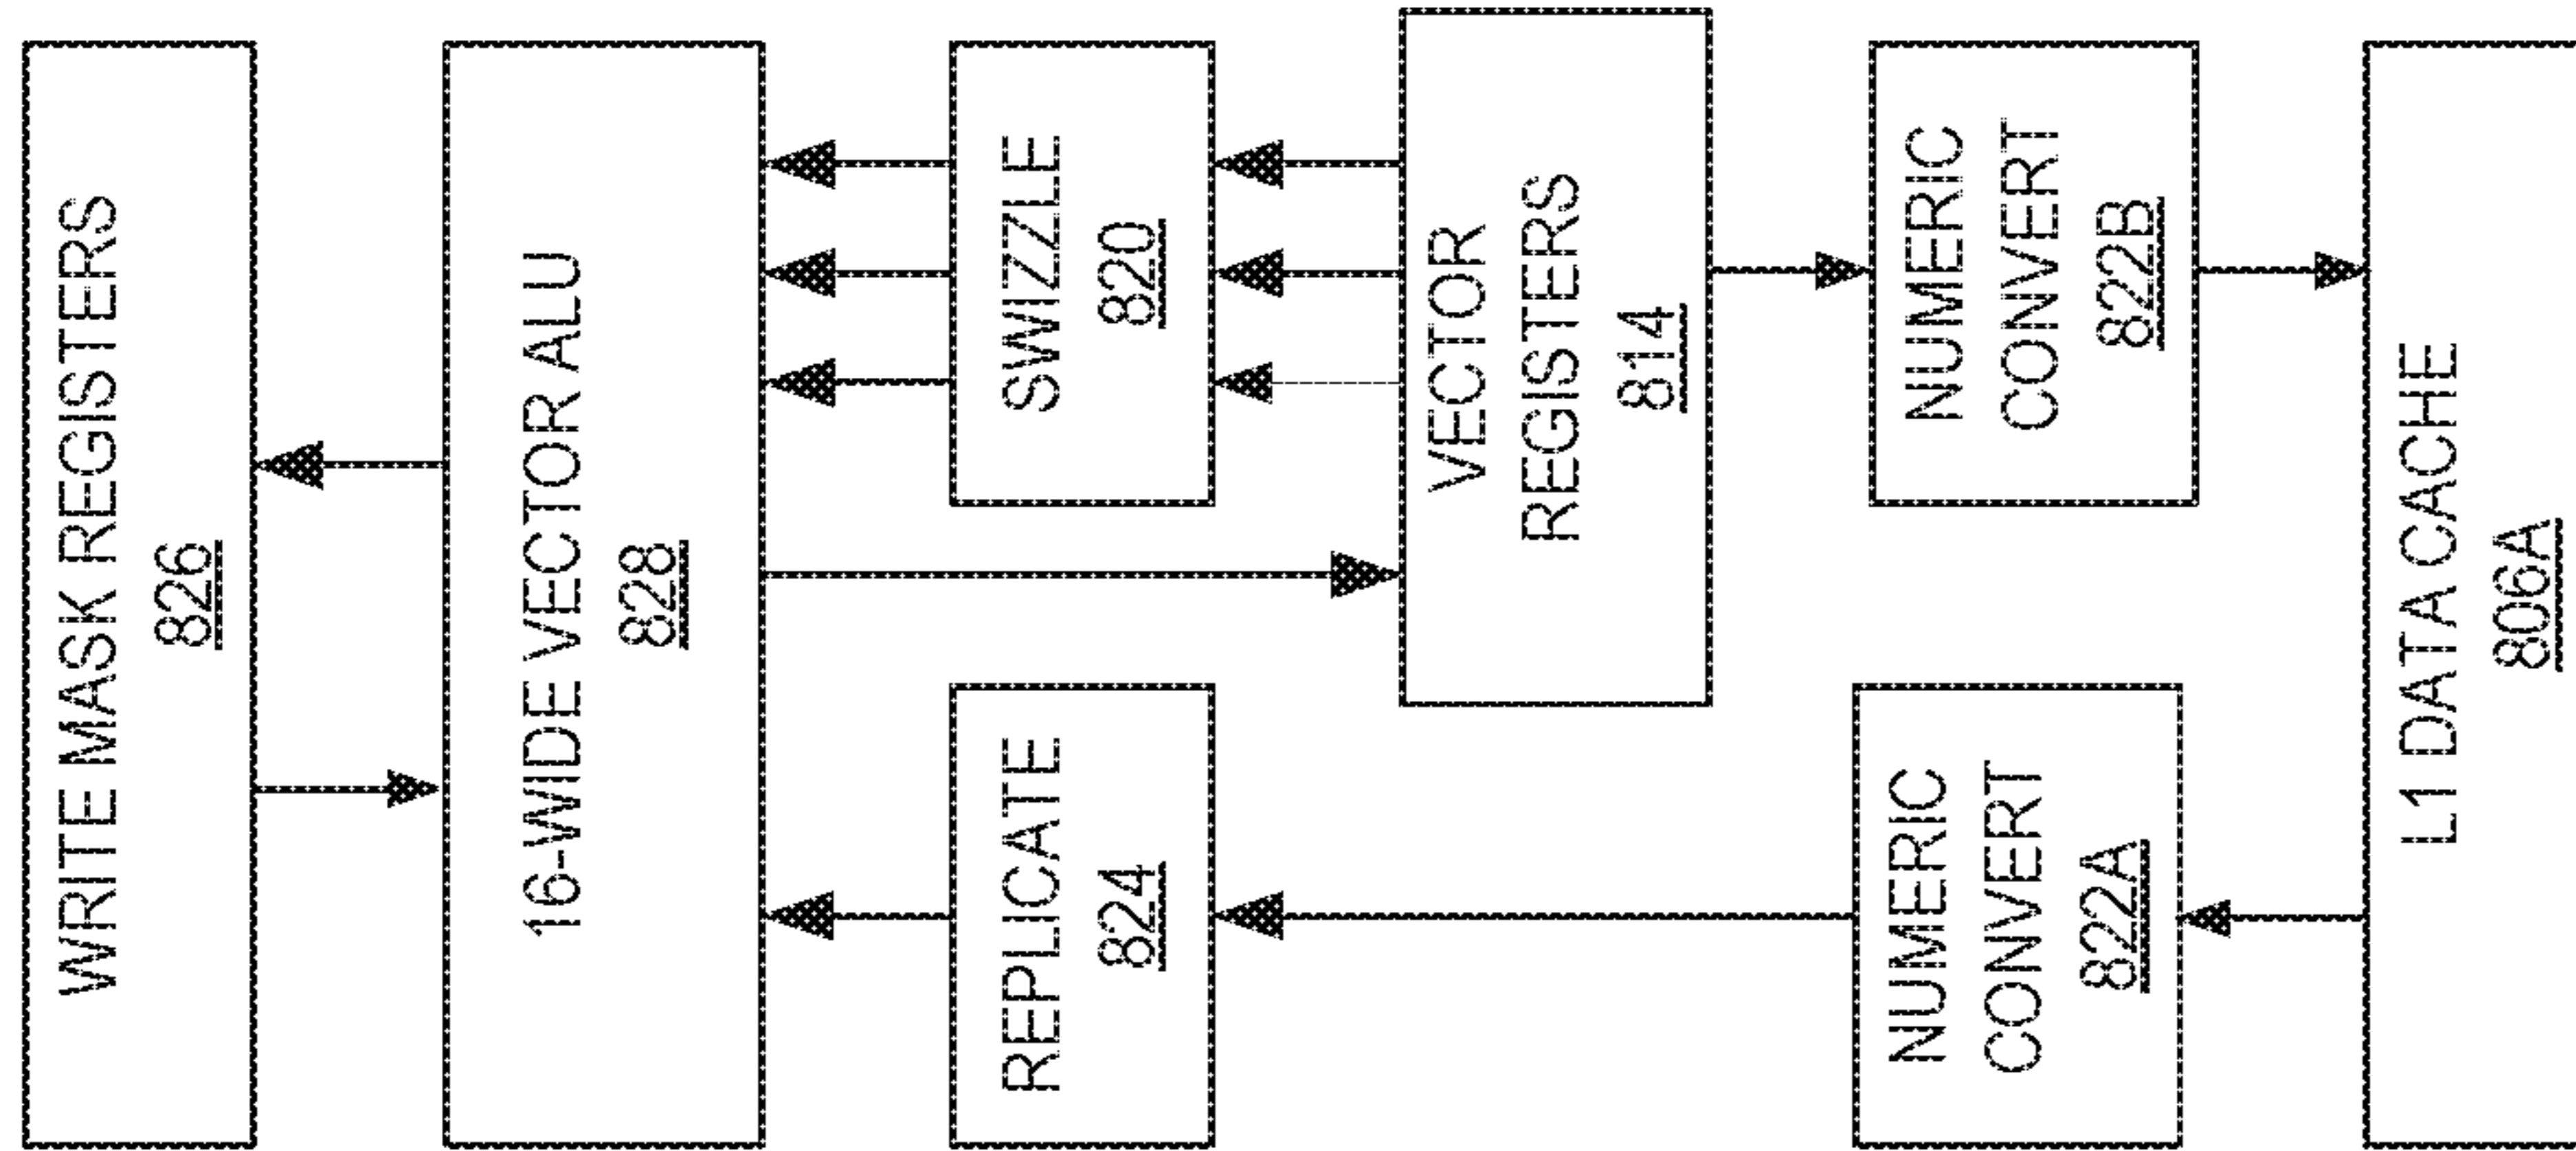 WRITE MASK REGISTERS
826
16-WIDE VECTOR ALU
828
REPLICATE
824
SWIZZLE
820
VECTOR
REGISTERS
814
NUMERIC
CONVERT
822A
NUMERIC
CONVERT
822B
L1 DATA CACHE
806A